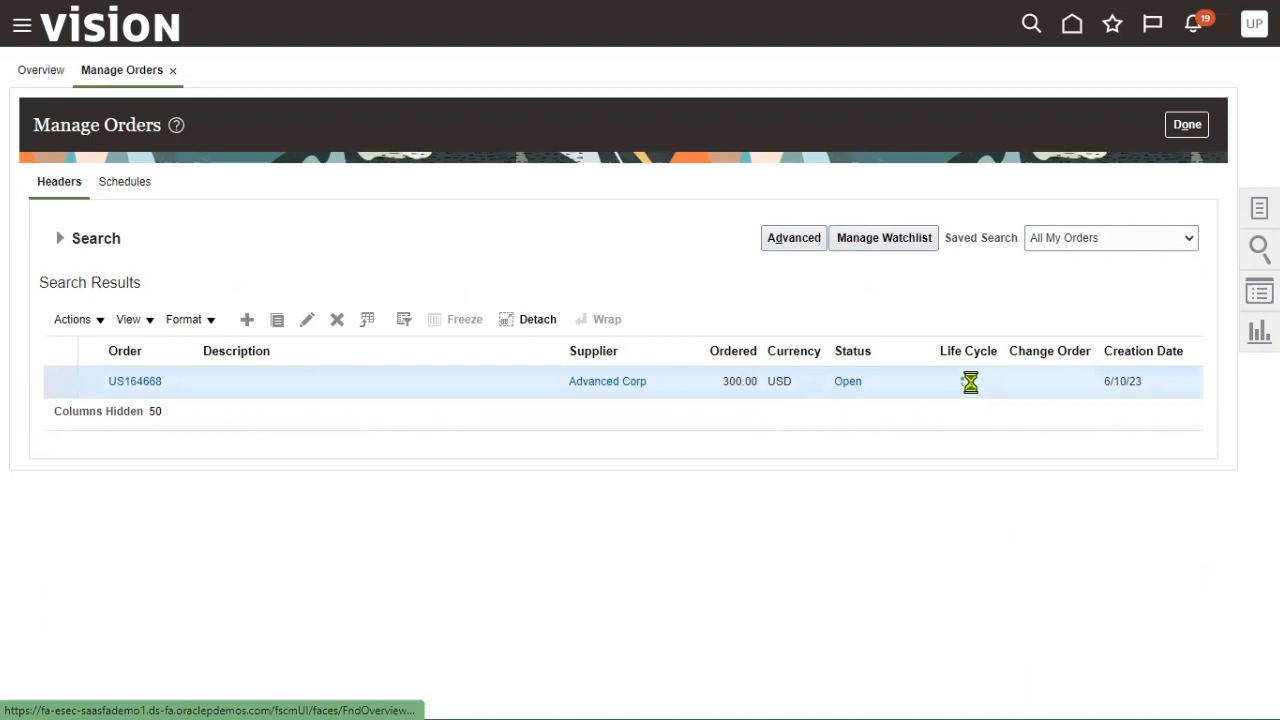 vision
19
UP
Overview
Manage Orders ×
Manage Orders ?
Done
Headers Schedules
Search
Advanced Manage Watchlist Saved Search All My Orders
Search Results
Actions View Format Freeze Detach Wrap
Order Description Supplier Ordered Currency Status Life Cycle Change Order Creation Date
US164668 Advanced Corp 300.00 USD Open 6/10/23
Columns Hidden 50
https://fa-esec-saasfademo1.ds-fa.oraclepdemos.com/fscmUI/faces/FndOverview...